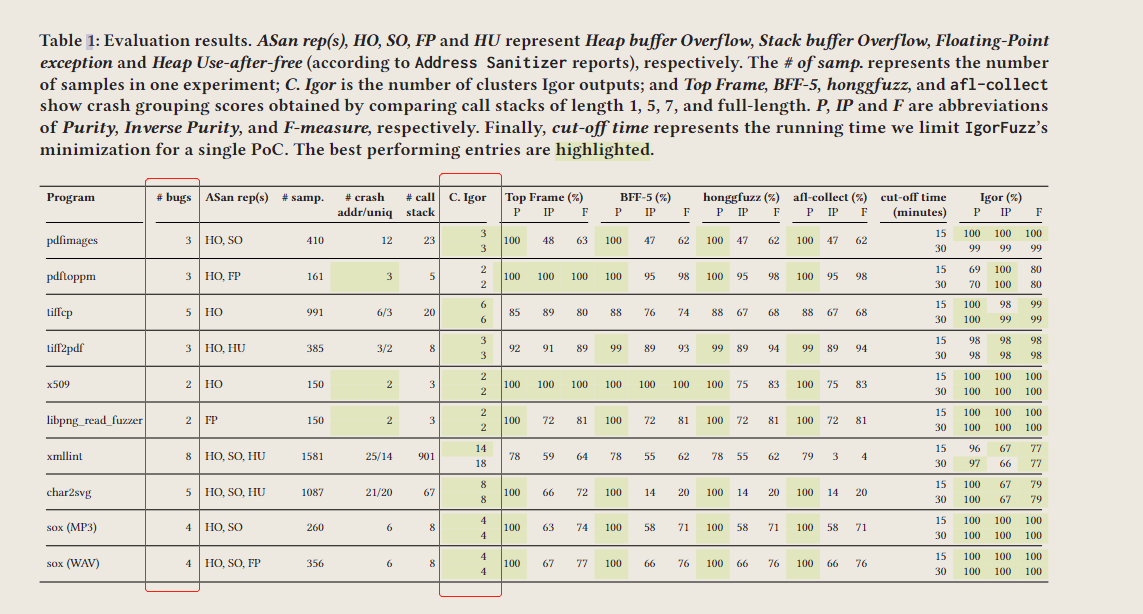 Table 1: Evaluation results. ASan rep(s), HO, SO, FP and HU represent Heap buffer Overflow, Stack buffer Overflow, Floating-Point
exception and Heap Use-after-free (according to Address Sanitizer reports), respectively. The # of samp. represents the number
of samples in one experiment; C. Igor is the number of clusters Igor outputs; and Top Frame, BFF-5, honggfuzz, and afl-collect
show crash grouping scores obtained by comparing call stacks of length 1, 5, 7, and full-length. P, IP and F are abbreviations
of Purity, Inverse Purity, and F-measure, respectively. Finally, cut-off time represents the running time we limit IgorFuzz's
minimization for a single PoC. The best performing entries are highlighted.
Program # bugs ASan rep(s) # samp. # crash # call C. Igor Top Frame (%) BFF-5 (%) honggfuzz (%) afl-collect (%) cut-off time Igor (%)
addr/uniq stack P IP F P IP F P IP F P IP F (minutes) P IP F
3 15 100 100 100
pdfimages 3 HO, SO 410 12 23 100 48 63 100 47 62 100 47 62 100 47 62
3 30 99 99 99
2 15 69 100 80
pdftoppm 3 HO, FP 161 3 5 100 100 100 100 95 98 100 95 98 100 95 98
2 30 70 100 80
6 15 100 98 99
tiffcp 5 HO 991 6/3 20 85 89 80 88 76 74 88 67 68 88 67 68
6 30 100 99 99
3 15 98 98 98
tiff2pdf 3 HO, HU 385 3/2 8 92 91 89 99 89 93 99 89 94 99 89 94
3 30 98 98 98
2 15 100 100 100
x509 2 HO 150 2 3 100 100 100 100 100 100 100 75 83 100 75 83
2 30 100 100 100
2 15 100 100 100
libpng_read_fuzzer 2 FP 150 2 3 100 72 81 100 72 81 100 72 81 100 72 81
2 30 100 100 100
14 15 96 67 77
xmllint 8 HO, SO, HU 1581 25/14 901 78 59 64 78 55 62 78 55 62 79 3 4
18 30 97 66 77
8 15 100 67 79
char2svg 5 HO, SO, HU 1087 21/20 67 100 66 72 100 14 20 100 14 20 100 14 20
8 30 100 67 79
4 15 100 100 100
sox (MP3) 4 HO, SO 260 6 8 100 63 74 100 58 71 100 58 71 100 58 71
4 30 100 100 100
4 15 100 100 100
sox (WAV) 4 HO, SO, FP 356 6 8 100 67 77 100 66 76 100 66 76 100 66 76
4 30 100 100 100